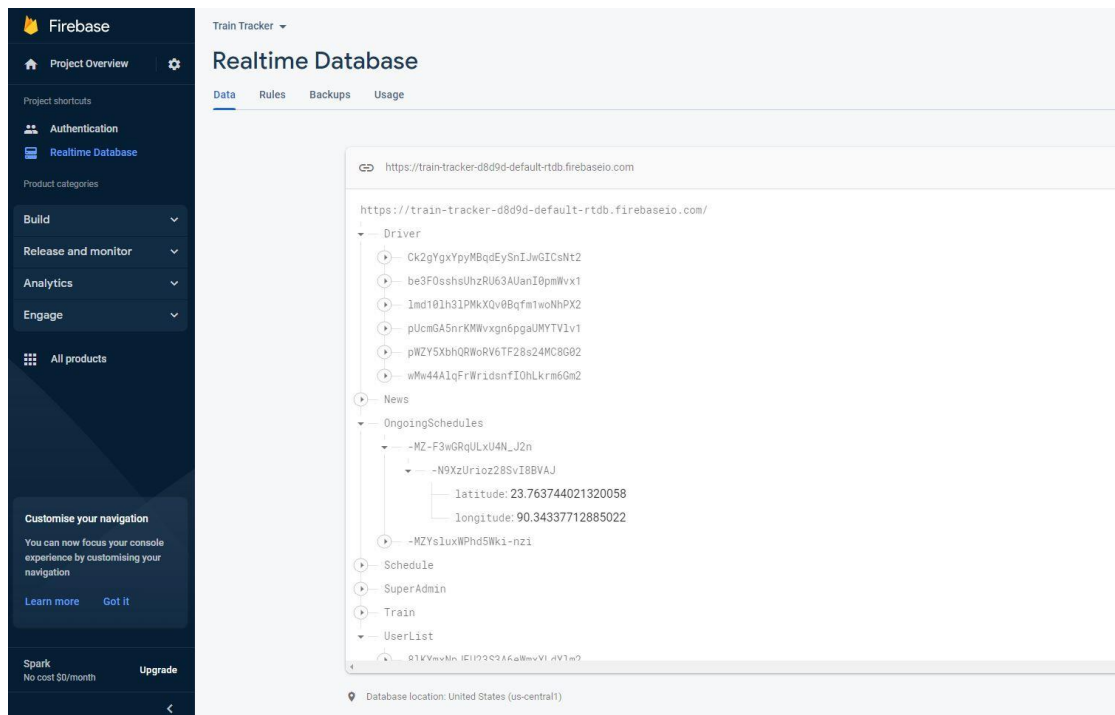 Firebase
Project Overview
Project shortcuts
Authentication
Realtime Database
Product categories
Build
Release and monitor
Analytics
Engage
All products
Customise your navigation
You can now focus your console
experience by customising your
navigation
Learn more Got it
Spark
No cost $0/month
Upgrade
Train Tracker
Realtime Database
Data Rules Backups Usage
https://train-tracker-d8d9d-default-rtdb.firebaseio.com
https://train-tracker-d8d9d-default-rtdb.firebaseio.com/
Driver
Ck2gYgxYpyMBqdEySnIJwGICsNt2
be3FOsshsUhzRU63AUanI0pmWvx1
lmd10lh3lPMkXQv0Bqfm1woNhPX2
pUcmGA5nrKMWvxgn6pgaUMYTVlv1
pWZY5XbhQRWoRV6TF28s24MC8G02
wMw44AlqFrWridsnfIOhLkrm6Gm2
News
OngoingSchedules
-MZ-F3wGRqULxU4N_J2n
-N9XzUrioz28SvI8BVAJ
latitude: 23.763744021320058
longitude: 90.34337712885022
-MZYsluxWPhd5Wki-nzi
Schedule
SuperAdmin
Train
UserList
Database location: United States (us-central1)